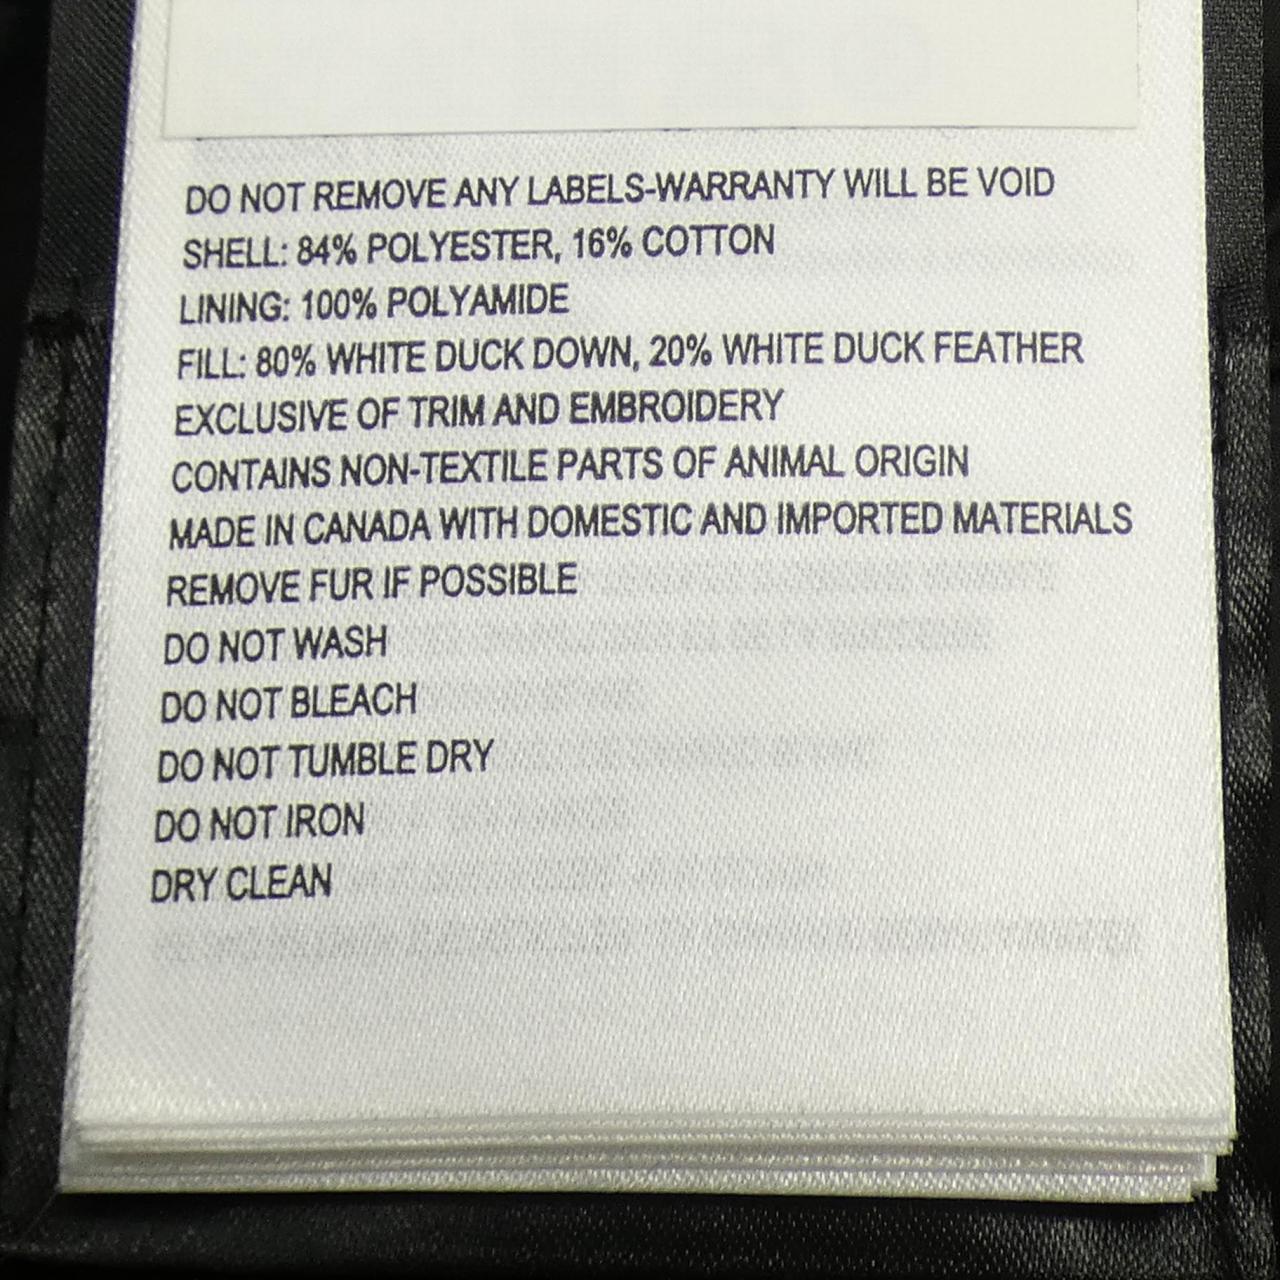 DO NOT REMOVE ANY LABELS-WARRANTY WILL BE VOID
SHELL: 84% POLYESTER, 16% COTTON
LINING: 100% POLYAMIDE
FILL: 80% WHITE DUCK DOWN, 20% WHITE DUCK FEATHER
EXCLUSIVE OF TRIM AND EMBROIDERY
CONTAINS NON-TEXTILE PARTS OF ANIMAL ORIGIN
MADE IN CANADA WITH DOMESTIC AND IMPORTED MATERIALS
REMOVE FUR IF POSSIBLE
DO NOT WASH
DO NOT BLEACH
DO NOT TUMBLE DRY
DO NOT IRON
DRY CLEAN